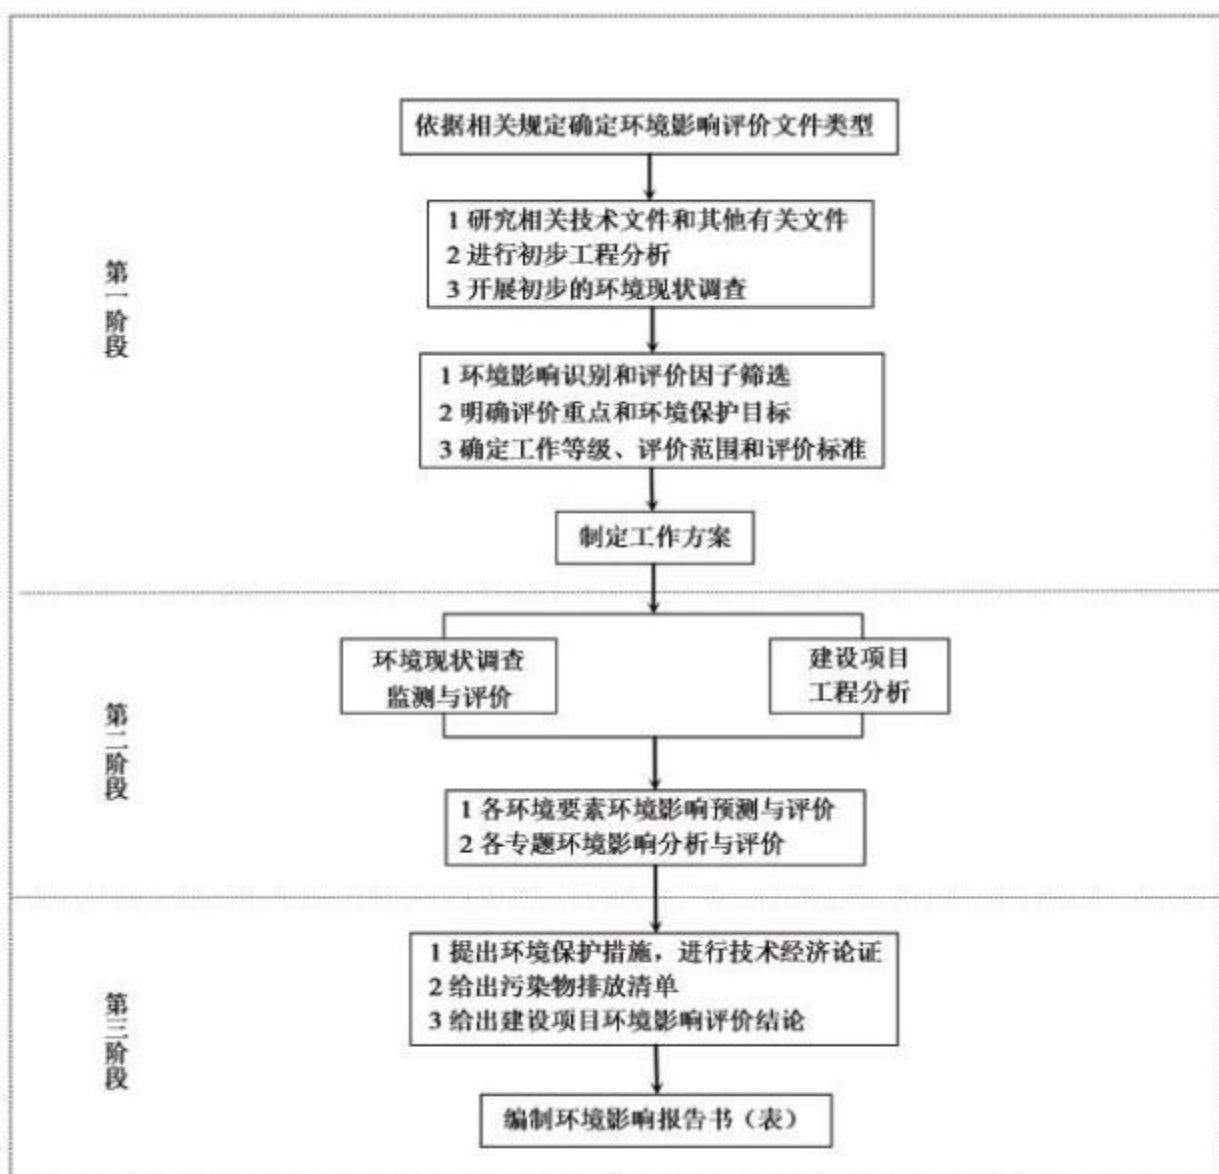 依据相关规定确定环境影响评价文件类型
1 研究相关技术文件和其他有关文件
2 进行初步工程分析
3 开展初步的环境现状调查
第一阶段
1 环境影响识别和评价因子筛选
2 明确评价重点和环境保护目标
3 确定工作等级、评价范围和评价标准
制定工作方案
环境现状调查
监测与评价
建设项目
工程分析
第二阶段
1 各环境要素环境影响预测与评价
2 各专题环境影响分析与评价
1 提出环境保护措施，进行技术经济论证
2 给出污染物排放清单
3 给出建设项目环境影响评价结论
第三阶段
编制环境影响报告书（表）